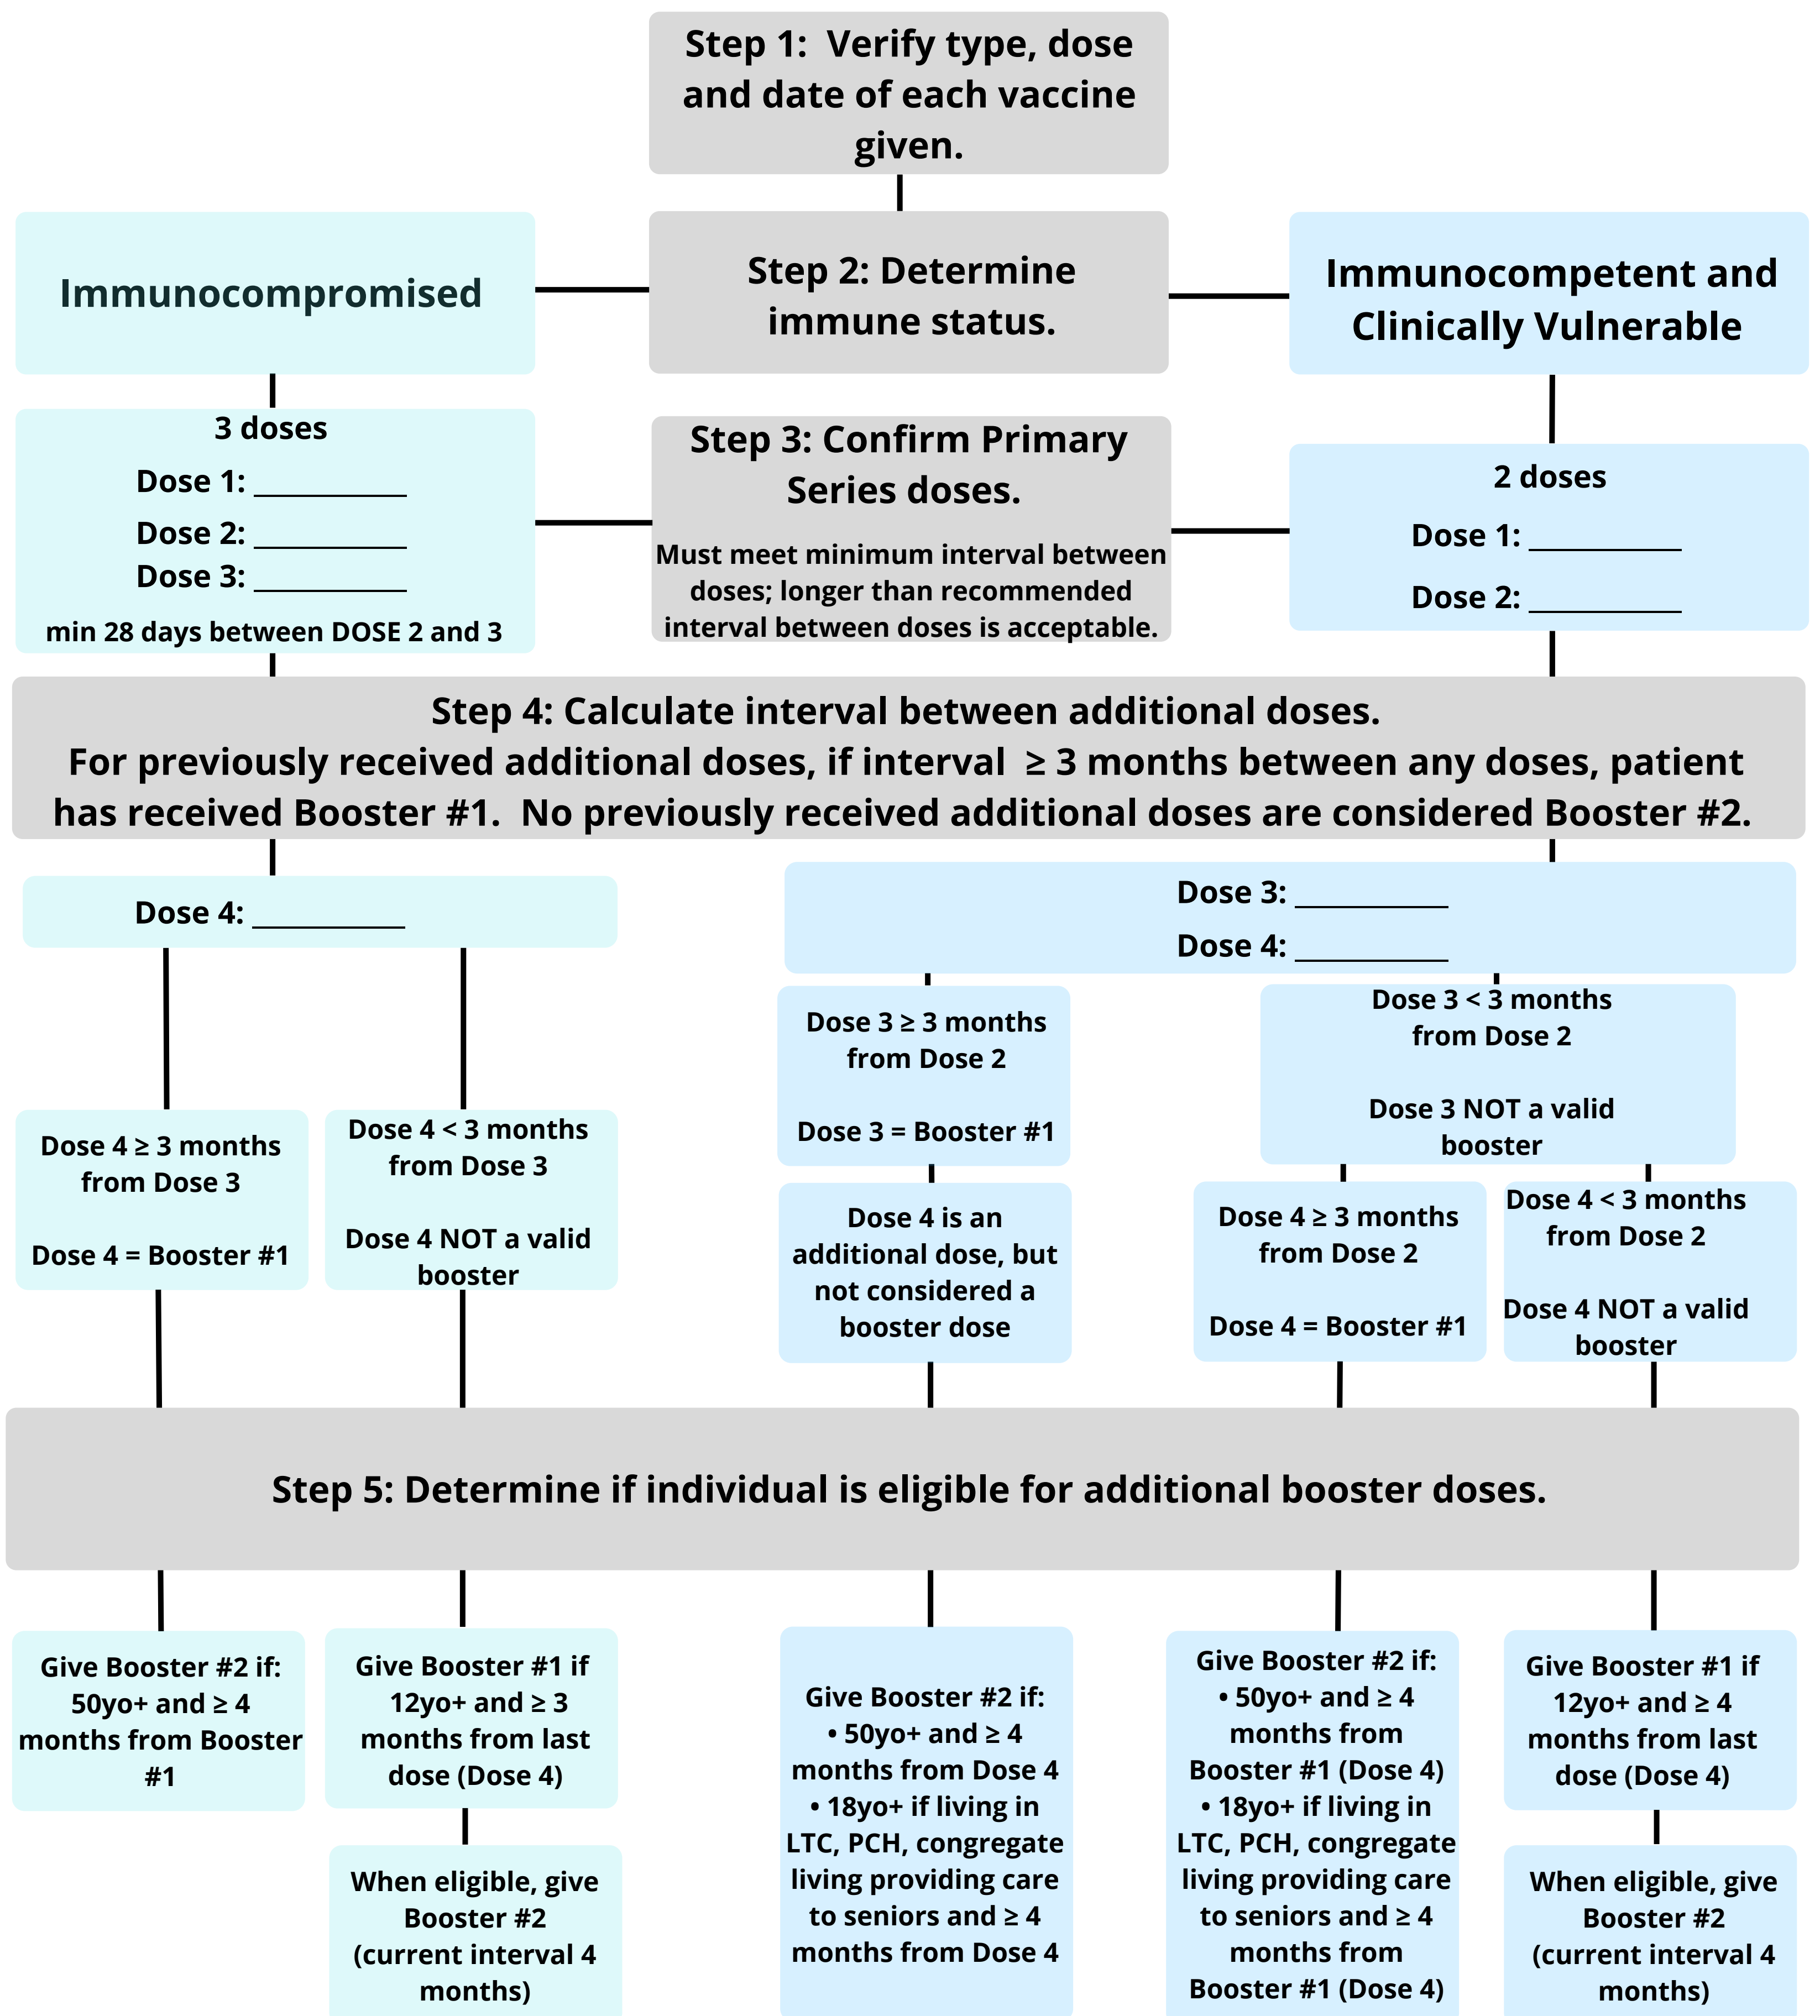 Step 1:  Verify type, dose
and date of each vaccine
given.
Immunocompromised
Step 2: Determine
immune status.
Immunocompetent and
Clinically Vulnerable
3 doses
Dose 1: ___________
Dose 2: ___________
Dose 3: ___________
min 28 days between DOSE 2 and 3
Step 3: Confirm Primary
Series doses.
Must meet minimum interval between
doses; longer than recommended
interval between doses is acceptable.
2 doses
Dose 1: ___________
Dose 2: ___________
Step 4: Calculate interval between additional doses.
For previously received additional doses, if interval  ≥ 3 months between any doses, patient
has received Booster #1.  No previously received additional doses are considered Booster #2.
Dose 4: ___________
Dose 3: ___________
Dose 4: ___________
Dose 4 ≥ 3 months
from Dose 3
Dose 4 = Booster #1
Dose 4 < 3 months
from Dose 3
Dose 4 NOT a valid
booster
Dose 3 ≥ 3 months
from Dose 2
Dose 3 = Booster #1
Dose 4 is an
additional dose, but
not considered a
booster dose
Dose 3 < 3 months
from Dose 2
Dose 3 NOT a valid
booster
Dose 4 ≥ 3 months
from Dose 2
Dose 4 = Booster #1
Dose 4 < 3 months
from Dose 2
Dose 4 NOT a valid
booster
Step 5: Determine if individual is eligible for additional booster doses.
Give Booster #2 if:
50yo+ and ≥ 4
months from Booster
#1
Give Booster #1 if
12yo+ and ≥ 3
months from last
dose (Dose 4)
When eligible, give
Booster #2
(current interval 4
months)
Give Booster #2 if:
• 50yo+ and ≥ 4
months from Dose 4
• 18yo+ if living in
LTC, PCH, congregate
living providing care
to seniors and ≥ 4
months from Dose 4
Give Booster #2 if:
• 50yo+ and ≥ 4
months from
Booster #1 (Dose 4)
• 18yo+ if living in
LTC, PCH, congregate
living providing care
to seniors and ≥ 4
months from
Booster #1 (Dose 4)
Give Booster #1 if
12yo+ and ≥ 4
months from last
dose (Dose 4)
When eligible, give
Booster #2
(current interval 4
months)